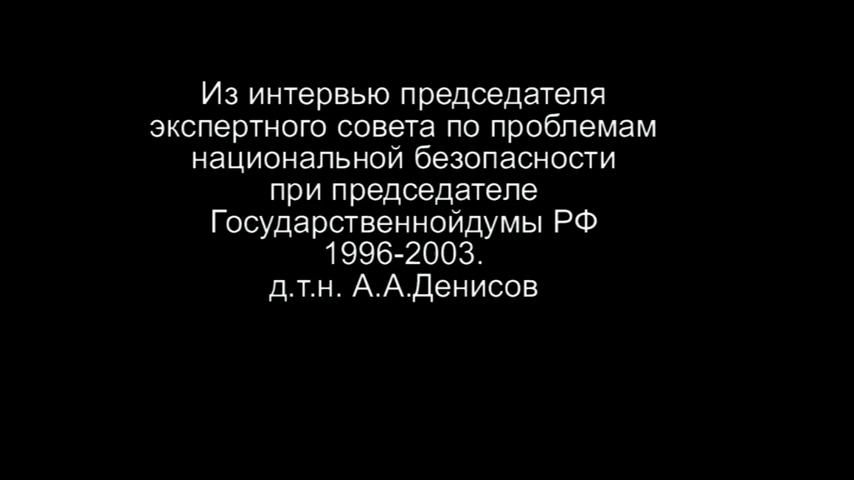 Из интервью председателя
экспертного совета по проблемам
национальной безопасности
при председателе
Государственнойдумы РФ
1996-2003.
д.т.н. А.А.Денисов